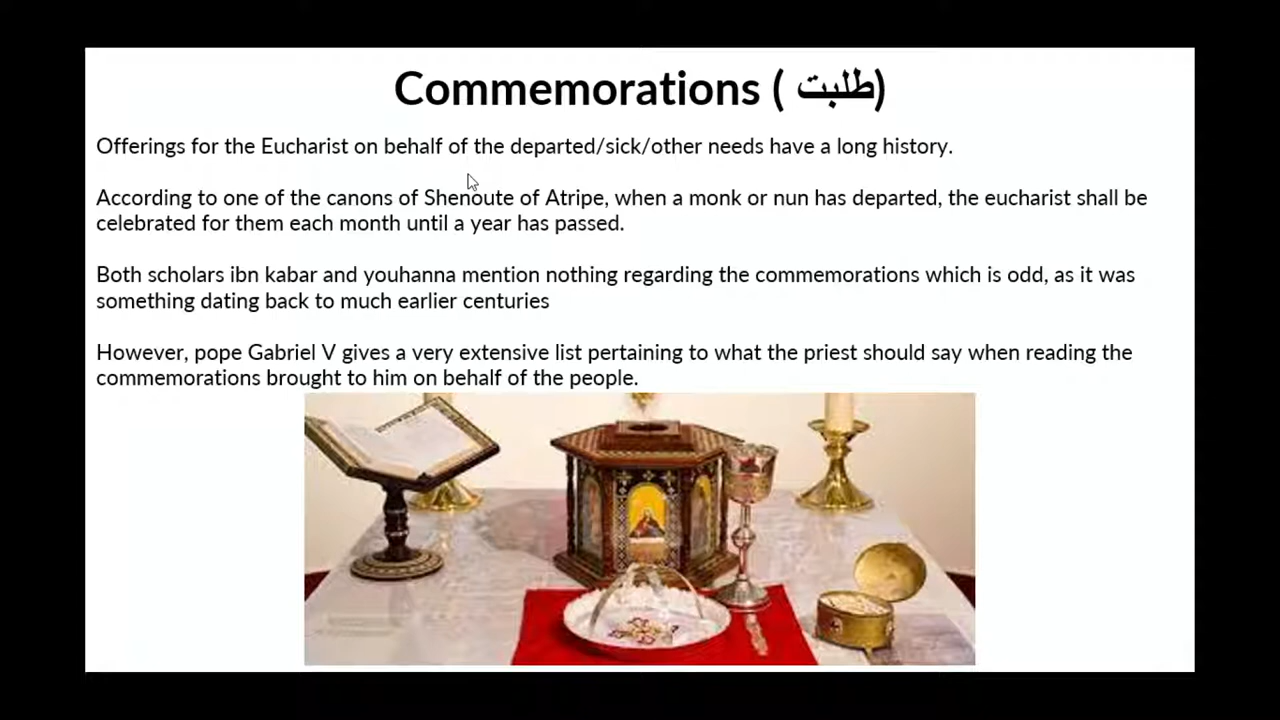 Commemorations ( طلبت)
Offerings for the Eucharist on behalf of the departed/sick/other needs have a long history.
According to one of the canons of Shenoute of Atripe, when a monk or nun has departed, the eucharist shall be
celebrated for them each month until a year has passed.
Both scholars ibn kabar and youhanna mention nothing regarding the commemorations which is odd, as it was
something dating back to much earlier centuries
However, pope Gabriel V gives a very extensive list pertaining to what the priest should say when reading the
commemorations brought to him on behalf of the people.